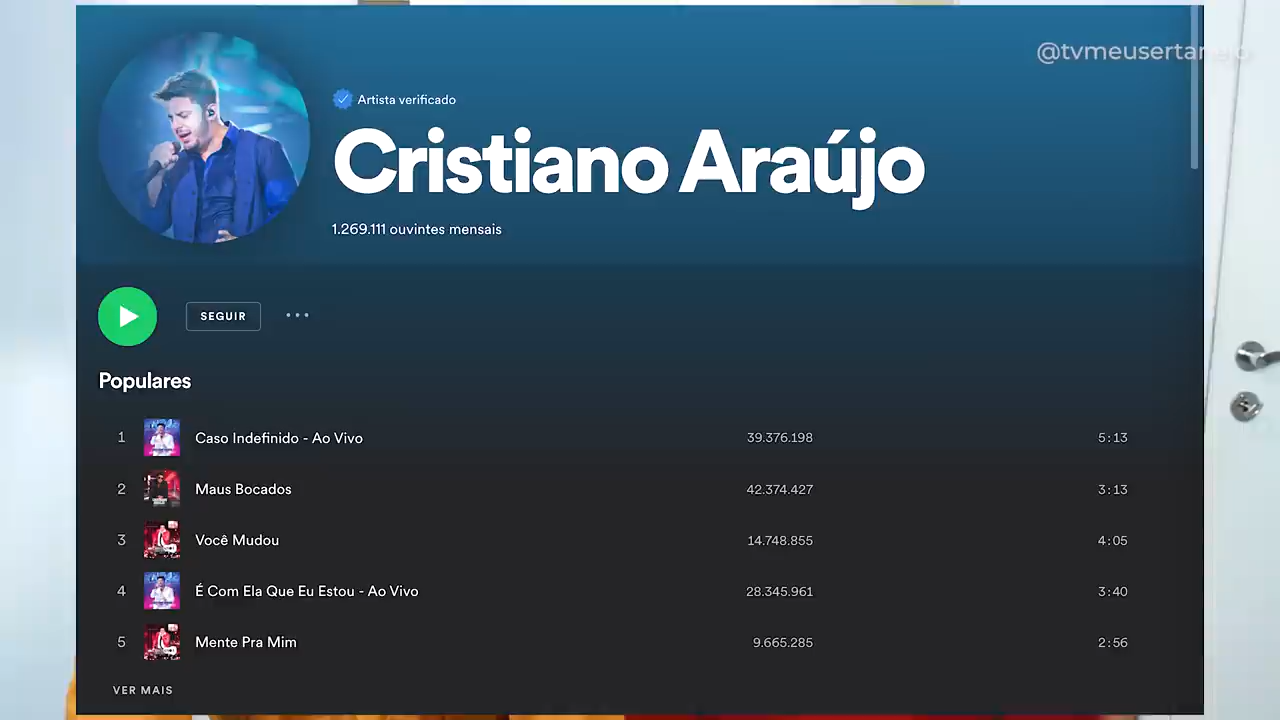 @tvmeusertanejo
Artista verificado
Cristiano Araújo
1.269.111 ouvintes mensais
SEGUIR
Populares
1 Caso Indefinido - Ao Vivo 39.376.198 5:13
2 Maus Bocados 42.374.427 3:13
3 Você Mudou 14.748.855 4:05
4 É Com Ela Que Eu Estou - Ao Vivo 28.345.961 3:40
5 Mente Pra Mim 9.665.285 2:56
VER MAIS